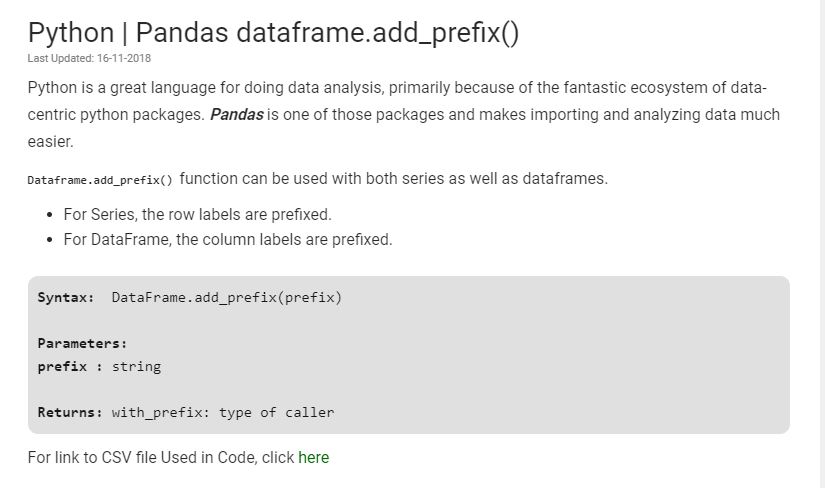 Python | Pandas dataframe.add_prefix()
Last Updated: 16-11-2018
Python is a great language for doing data analysis, primarily because of the fantastic ecosystem of data-
centric python packages. Pandas is one of those packages and makes importing and analyzing data much
easier.
Dataframe.add_prefix() function can be used with both series as well as dataframes.
• For Series, the row labels are prefixed.
• For DataFrame, the column labels are prefixed.
Syntax: DataFrame.add_prefix(prefix)
Parameters:
prefix : string
Returns: with_prefix: type of caller
For link to CSV file Used in Code, click here